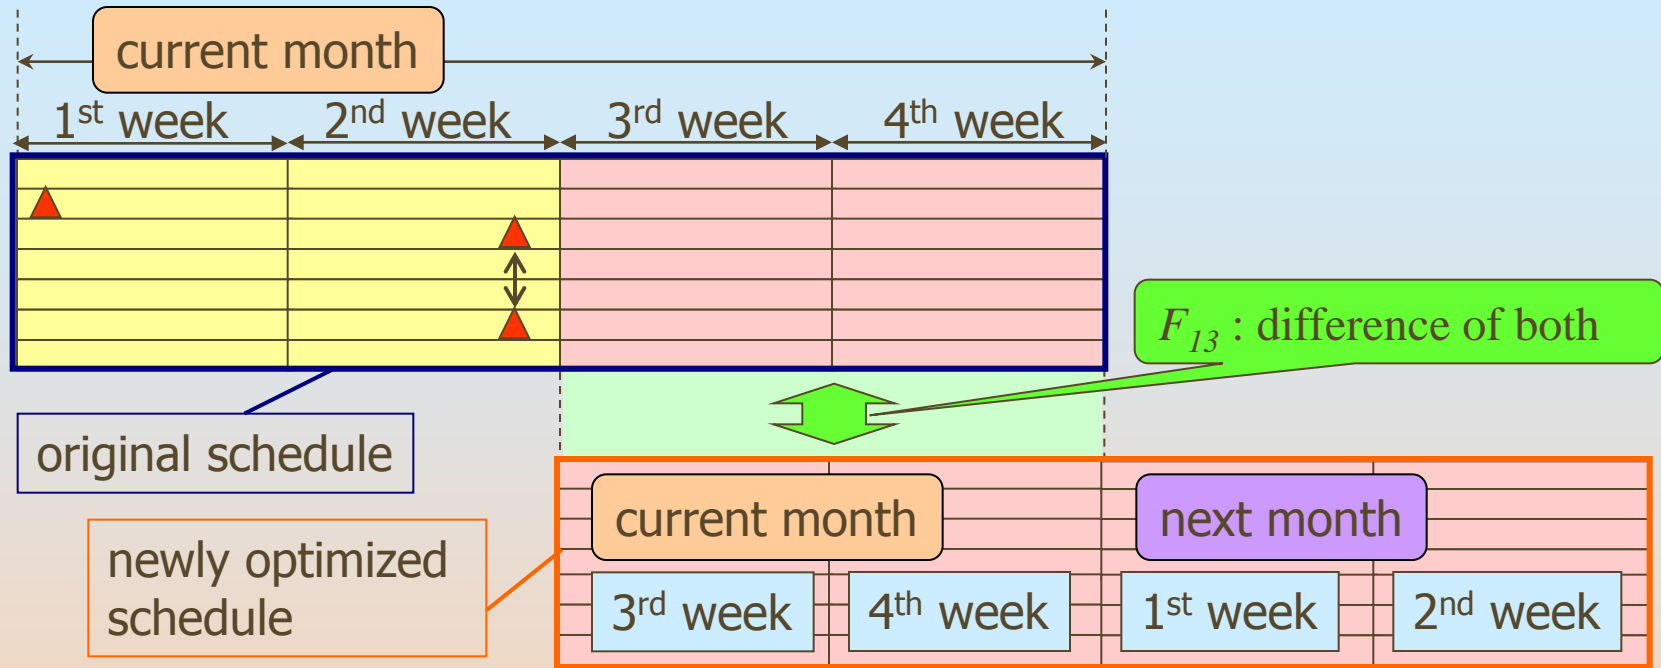 current month
1st week 2nd week 3rd week 4th week
F13 : difference of both
original schedule
current month next month
newly optimized
schedule
3rd week 4th week 1st week 2nd week